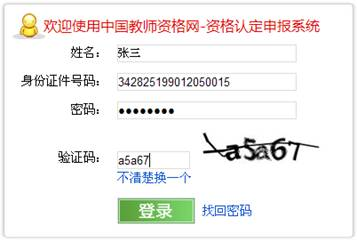 欢迎使用中国教师资格网-资格认定申报系统
姓名： 张三
身份证件号码： 342825199012050015
密码： ●●●●●●●●
验证码： a5a67 a5a67
不清楚换一个
登录 找回密码